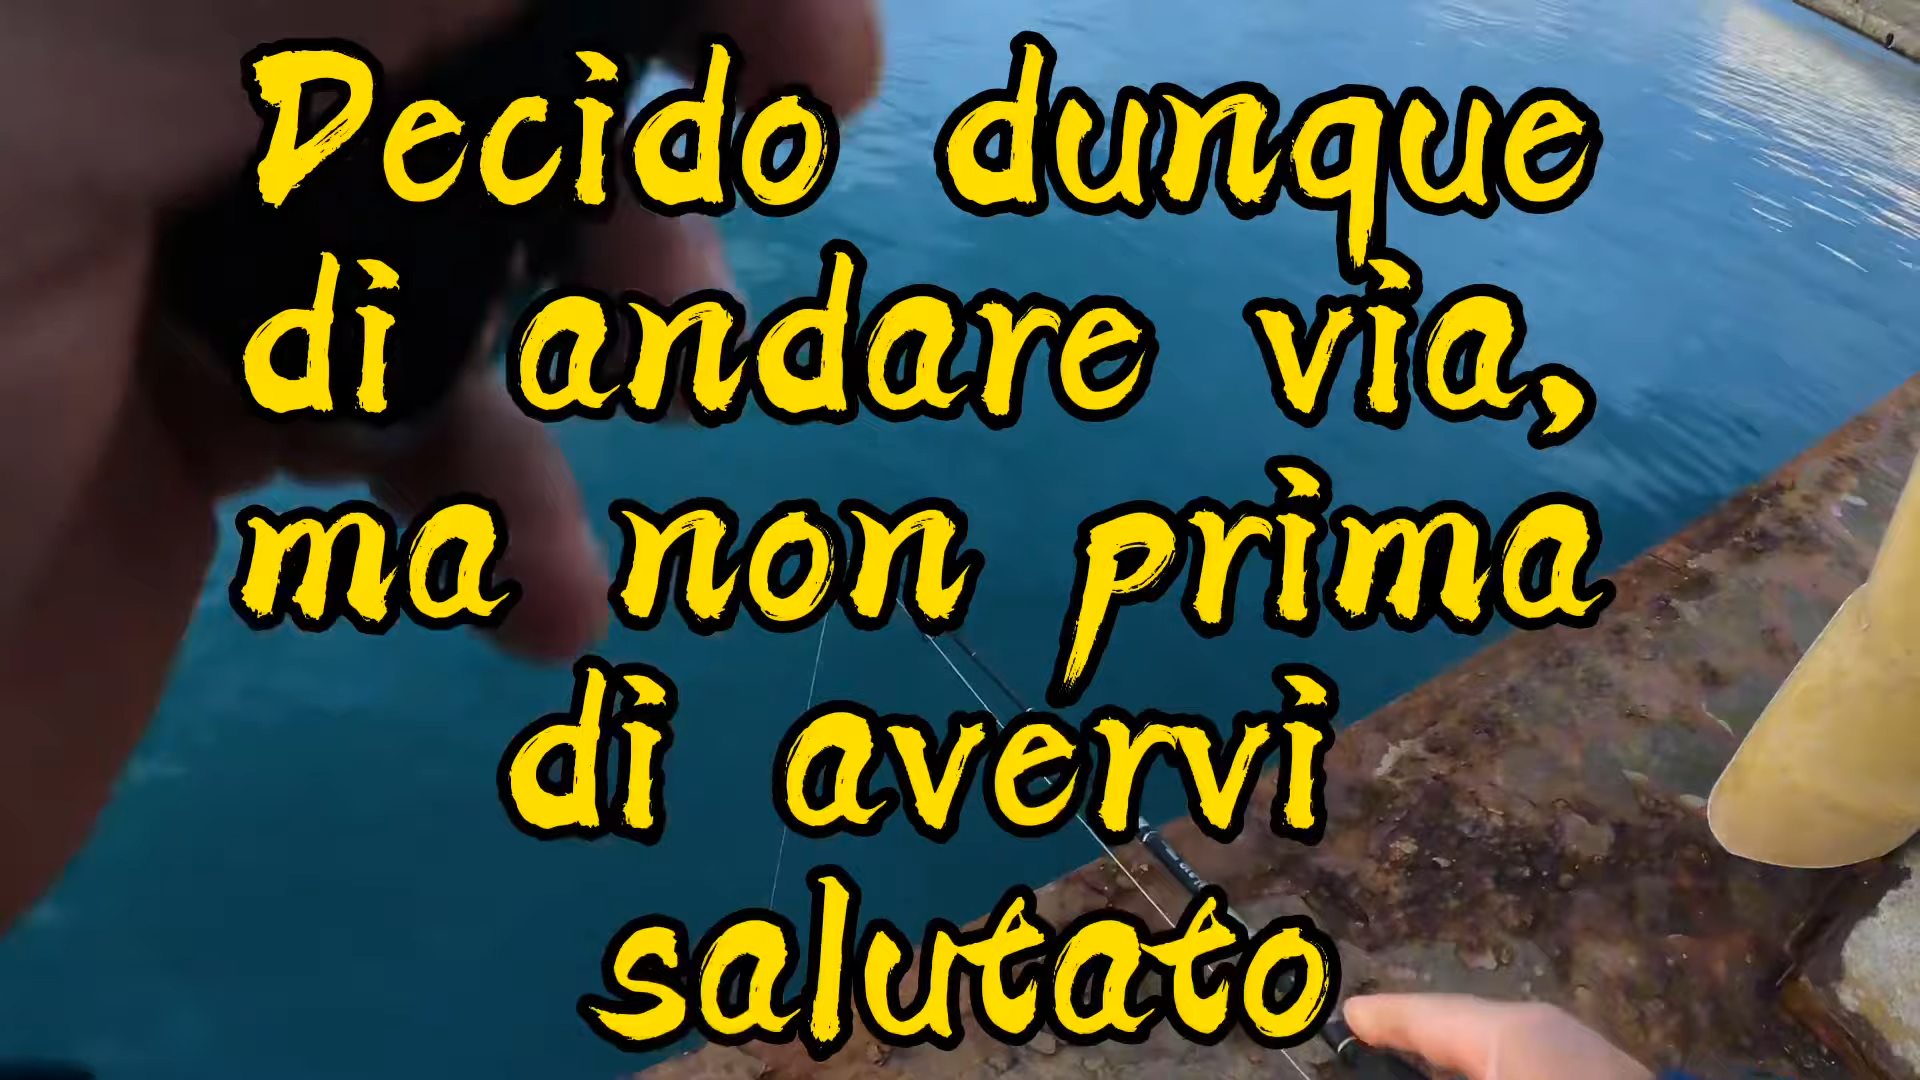 Decido dunque
di andare via,
ma non prima
di avervi
salutato